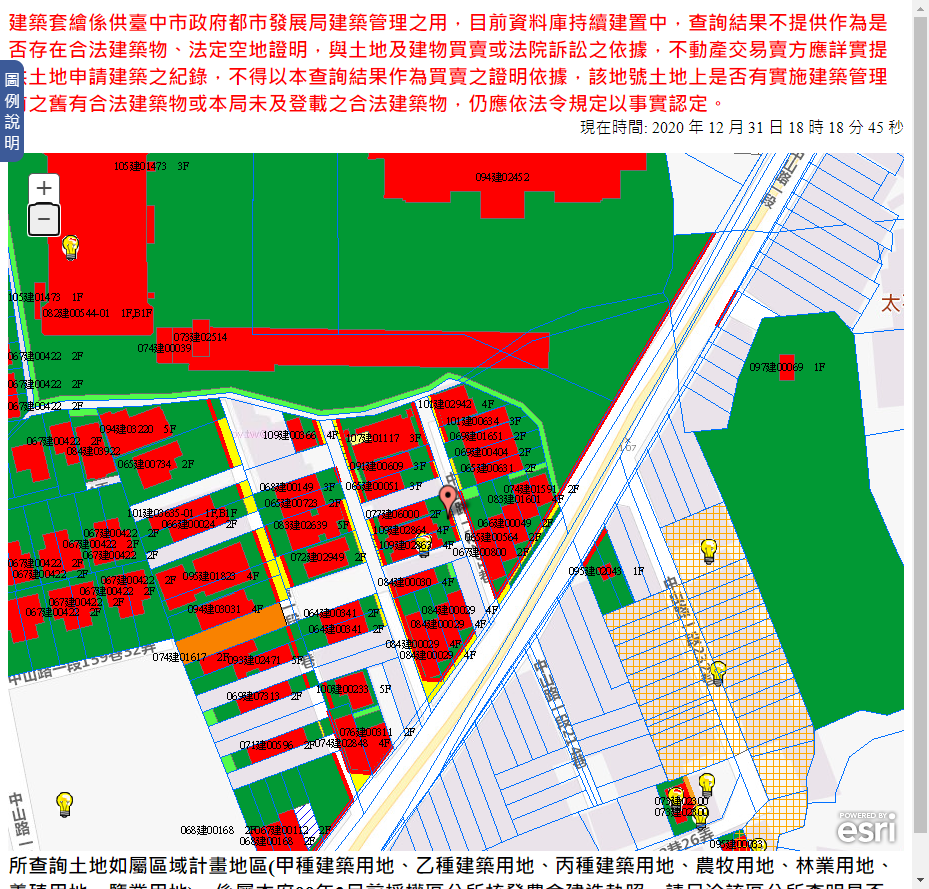 建築套繪係供臺中市政府都市發展局建築管理之用，目前資料庫持續建置中，查詢結果不提供作為是
否存在合法建築物、法定空地證明，與土地及建物買賣或法院訴訟之依據，不動產交易賣方應詳實提
土地申請建築之紀錄，不得以本查詢結果作為買賣之證明依據，該地號土地上是否有實施建築管理
之舊有合法建築物或本局未及登載之合法建築物，仍應依法令規定以事實認定。
圖例說明
現在時間: 2020 年 12 月 31 日 18 時 18 分 45 秒
105建01473 3F
094建02452
+
−
105建01473 1F
082建00344-01 1F,B1F
太
073建02514
074建00039
067建00422 2F
097建00069 1F
067建00422 2F
067建00422 2F
101建02943 4F
101建00634 3F
094建03220 5F
109建00366 4F
107建01117 3F
069建01651 2F
067建00422 2F
069建00404 2F
065建00734 2F
091建00609 3F
065建00631 2F
068建00149 3F
065建00051 3F
074建01591 2F
083建01601 4F
065建00723 2F
101建03635-01 1F,B1F
077建06000 2F
066建00024 2F
083建02639 5F
066建00049 2F
067建00422 2F
065建00564 2F
067建00422 2F
067建00800 2F
067建00422 2F
072建02949 2F
067建00422 2F
095建02043 1F
067建00422 2F
067建00422 2F
095建01823 4F
084建00030 4F
067建00422 2F
067建00422 2F
067建00422 2F
094建03031 4F
064建00341 2F
084建00029 4F
064建00341 2F
084建00029 4F
084建00029 4F
084建00029 4F
074建01617 2F
093建02471 5F
中山路一段139巷52弄
069建07313 2F
100建00233 5F
076建00311 2F
071建00396 2F
074建02848 4F
中山路一段214巷
中山路一段232巷
073建02300
073建02300
中山路一
068建00168 2F
067建00112 2F
068建00168 2F
POWERED BY
esri
所查詢土地如屬區域計畫地區(甲種建築用地、乙種建築用地、丙種建築用地、農牧用地、林業用地、